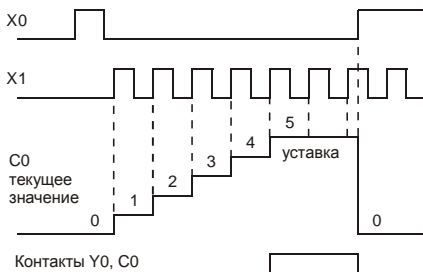 X0
X1
5
4
уставка
3
C0
текущее
значение
2
1
0
0
Контакты Y0, C0